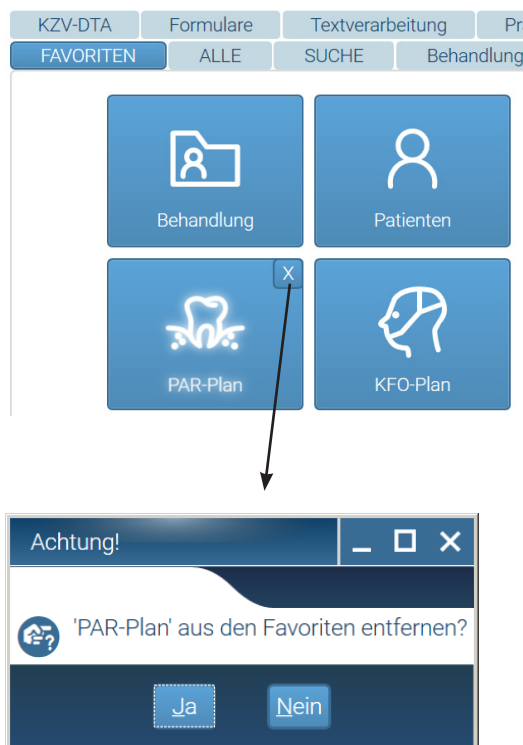 KZV-DTA Formulare Textverarbeitung Pr
FAVORITEN ALLE SUCHE Behandlung
Behandlung Patienten
X
PAR-Plan KFO-Plan
Achtung!
'PAR-Plan' aus den Favoriten entfernen?
Ja Nein